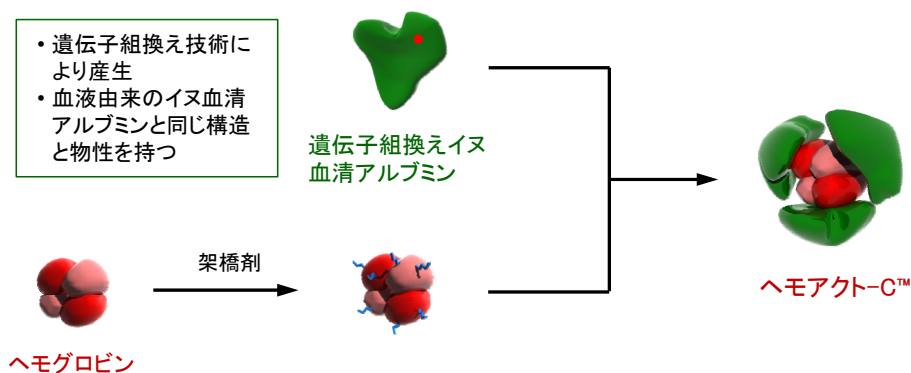 ・遺伝子組換え技術に
より産生
・血液由来のイヌ血清
アルブミンと同じ構造
と物性を持つ
遺伝子組換えイヌ
血清アルブミン
架橋剤
ヘモグロビン
ヘモアクト-C™